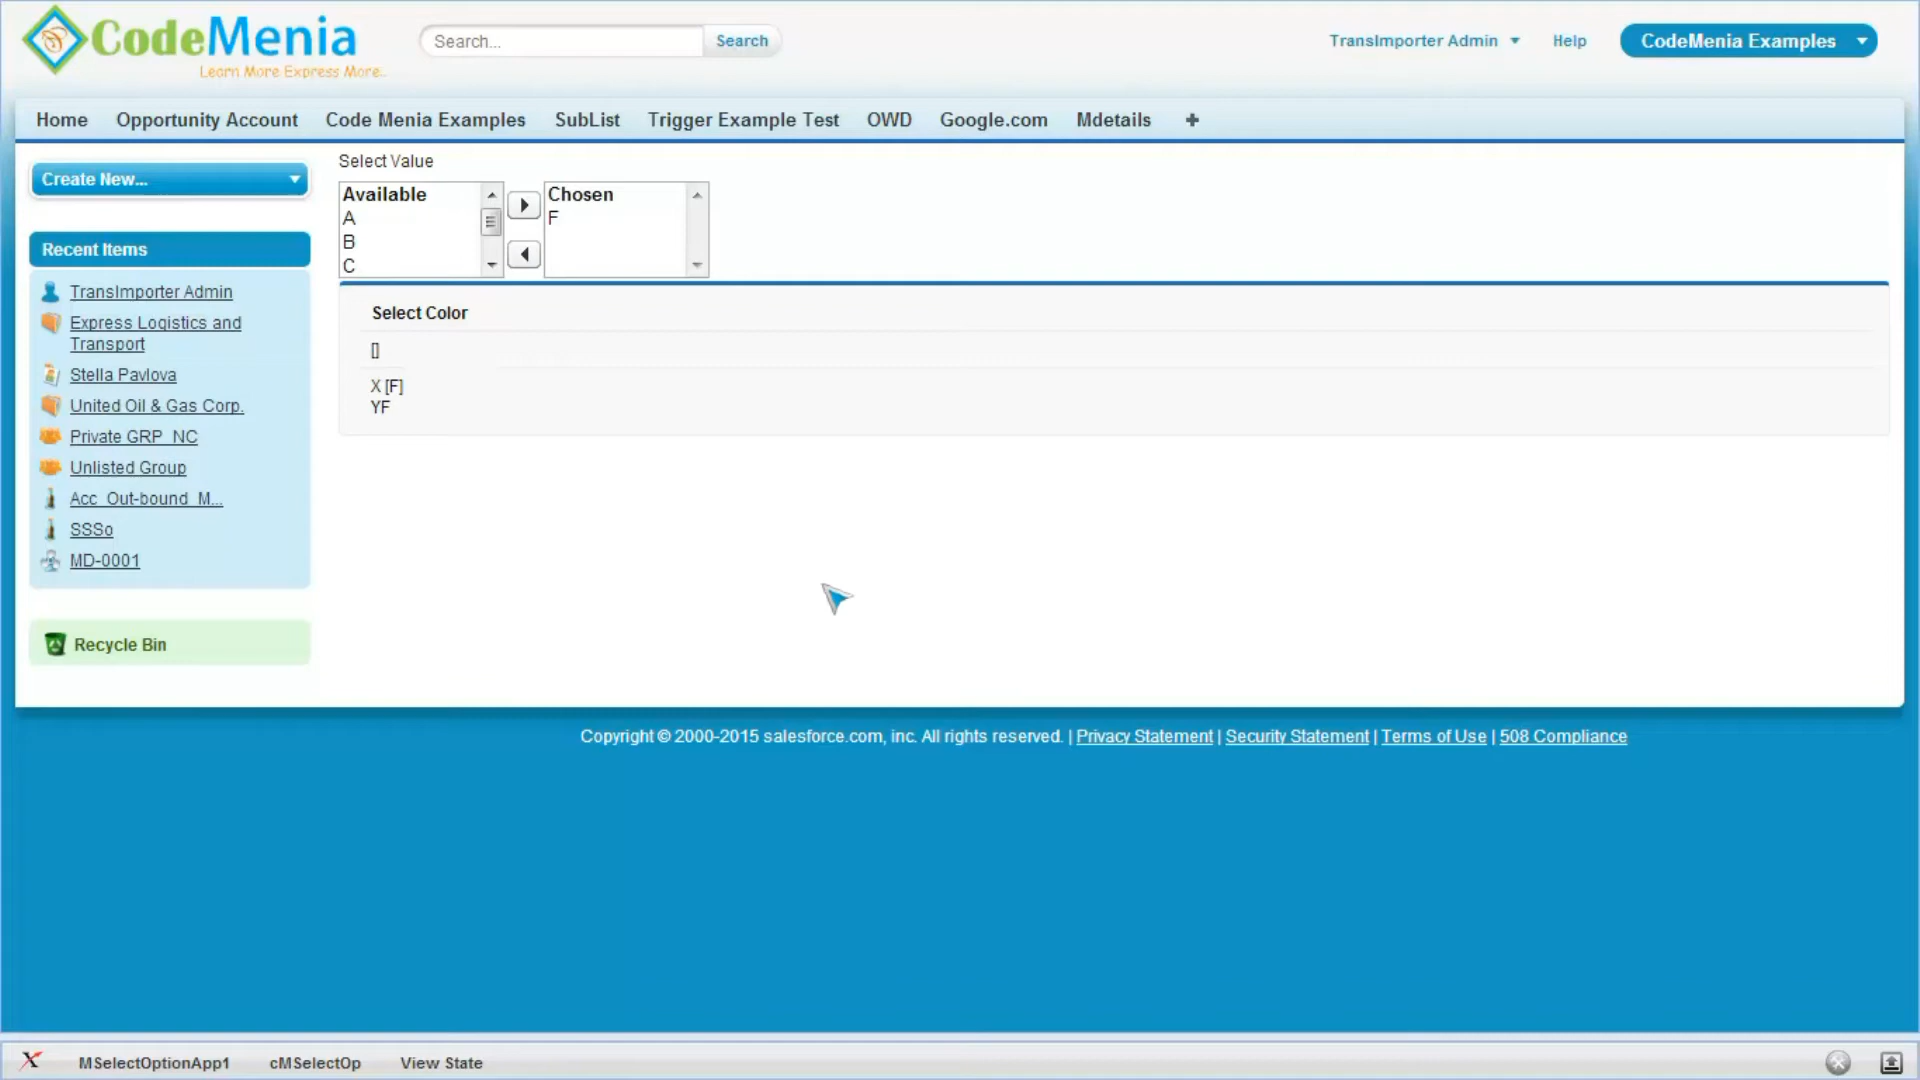 CodeMenia
Learn More Express More..
Search...
Search
TransImporter Admin
Help
CodeMenia Examples
Home
Opportunity Account
Code Menia Examples
SubList
Trigger Example Test
OWD
Google.com
Mdetails
+
Create New...
Recent Items
TransImporter Admin
Express Logistics and
Transport
Stella Pavlova
United Oil & Gas Corp.
Private GRP_NC
Unlisted Group
Acc_Out-bound_M...
SSSo
MD-0001
Recycle Bin
Select Value
Available
A
B
C
Chosen
F
Select Color
[]
X [F]
YF
Copyright © 2000-2015 salesforce.com, inc. All rights reserved. | Privacy Statement | Security Statement | Terms of Use | 508 Compliance
MSelectOptionApp1
cMSelectOp
View State